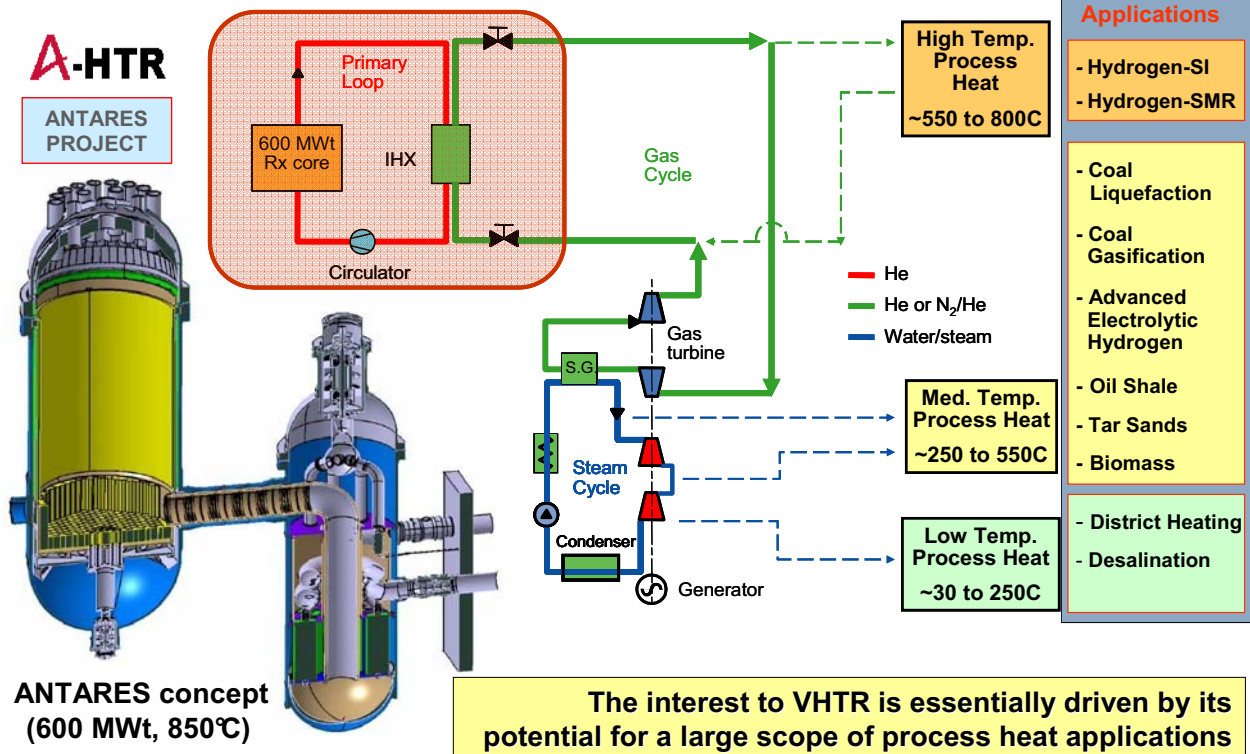 A-HTR
ANTARES
PROJECT
Primary
Loop
600 MWt
Rx core
IHX
Circulator
Gas
Cycle
High Temp.
Process
Heat
~550 to 800C
Applications
- Hydrogen-SI
- Hydrogen-SMR
- Coal
Liquefaction
- Coal
Gasification
- Advanced
Electrolytic
Hydrogen
- Oil Shale
- Tar Sands
- Biomass
- District Heating
- Desalination
He
He or N₂/He
Water/steam
Gas
turbine
S.G.
Steam
Cycle
Condenser
Generator
Med. Temp.
Process Heat
~250 to 550C
Low Temp.
Process Heat
~30 to 250C
ANTARES concept
(600 MWt, 850°C)
The interest to VHTR is essentially driven by its
potential for a large scope of process heat applications